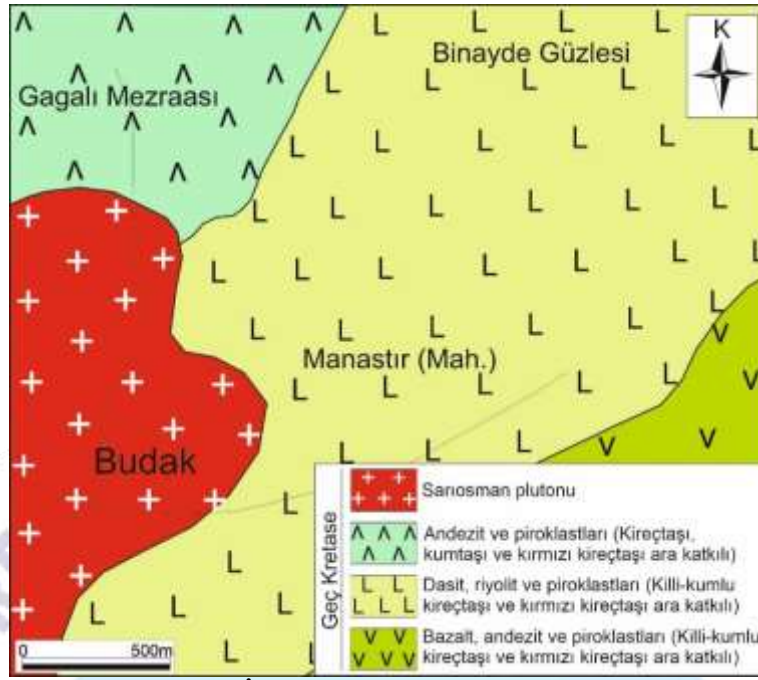 Binayde Güzlesi
K
Gagalı Mezraası
Manastır (Mah.)
Budak
Geç Kretase
Sarıosman plutonu
Andezit ve piroklastları (Kireçtaşı,
kumtaşı ve kırmızı kireçtaşı ara katkılı)
Dasit, riyolit ve piroklastları (Killi-kumlu
kireçtaşı ve kırmızı kireçtaşı ara katkılı)
Bazalt, andezit ve piroklastları (Killi-kumlu
kireçtaşı ve kırmızı kireçtaşı ara katkılı)
0 500m